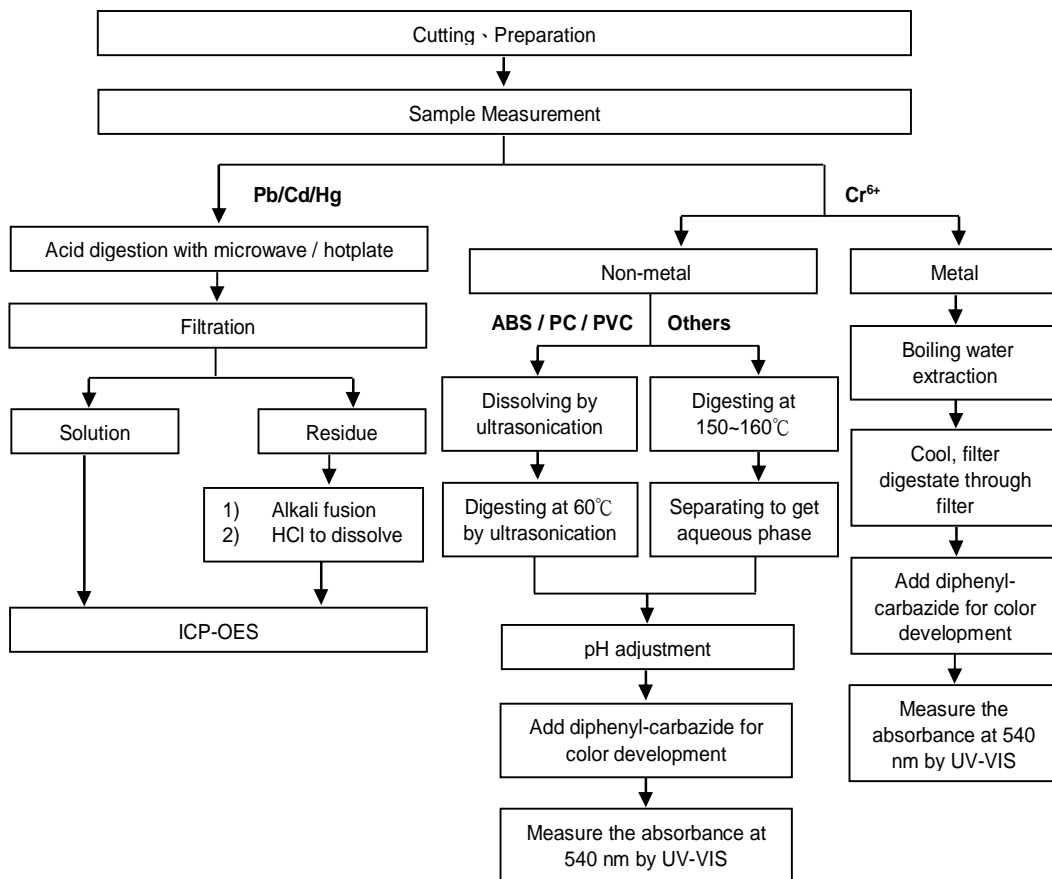 Cutting、Preparation
Sample Measurement
Pb/Cd/Hg
Cr⁶⁺
Acid digestion with microwave / hotplate
Filtration
Solution
Residue
1) Alkali fusion
2) HCl to dissolve
ICP-OES
Non-metal
ABS / PC / PVC
Others
Dissolving by
ultrasonication
Digesting at 60℃
by ultrasonication
Digesting at
150~160℃
Separating to get
aqueous phase
pH adjustment
Add diphenyl-carbazide for
color development
Measure the absorbance at
540 nm by UV-VIS
Metal
Boiling water
extraction
Cool, filter
digestate through
filter
Add diphenyl-
carbazide for color
development
Measure the
absorbance at 540
nm by UV-VIS